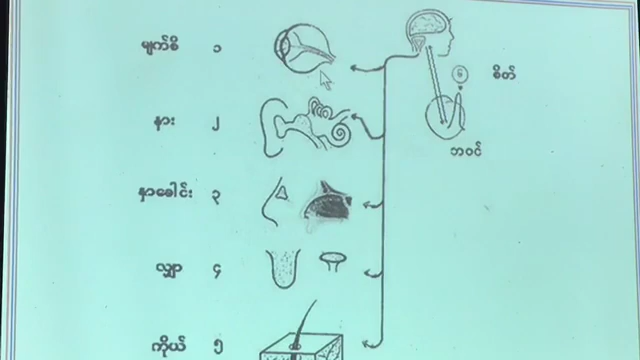 မျက်စိ ၁
၆ စိတ်
နား ၂
ဘဝင်
နှာခေါင်း ၃
လျှာ ၄
ကိုယ် ၅